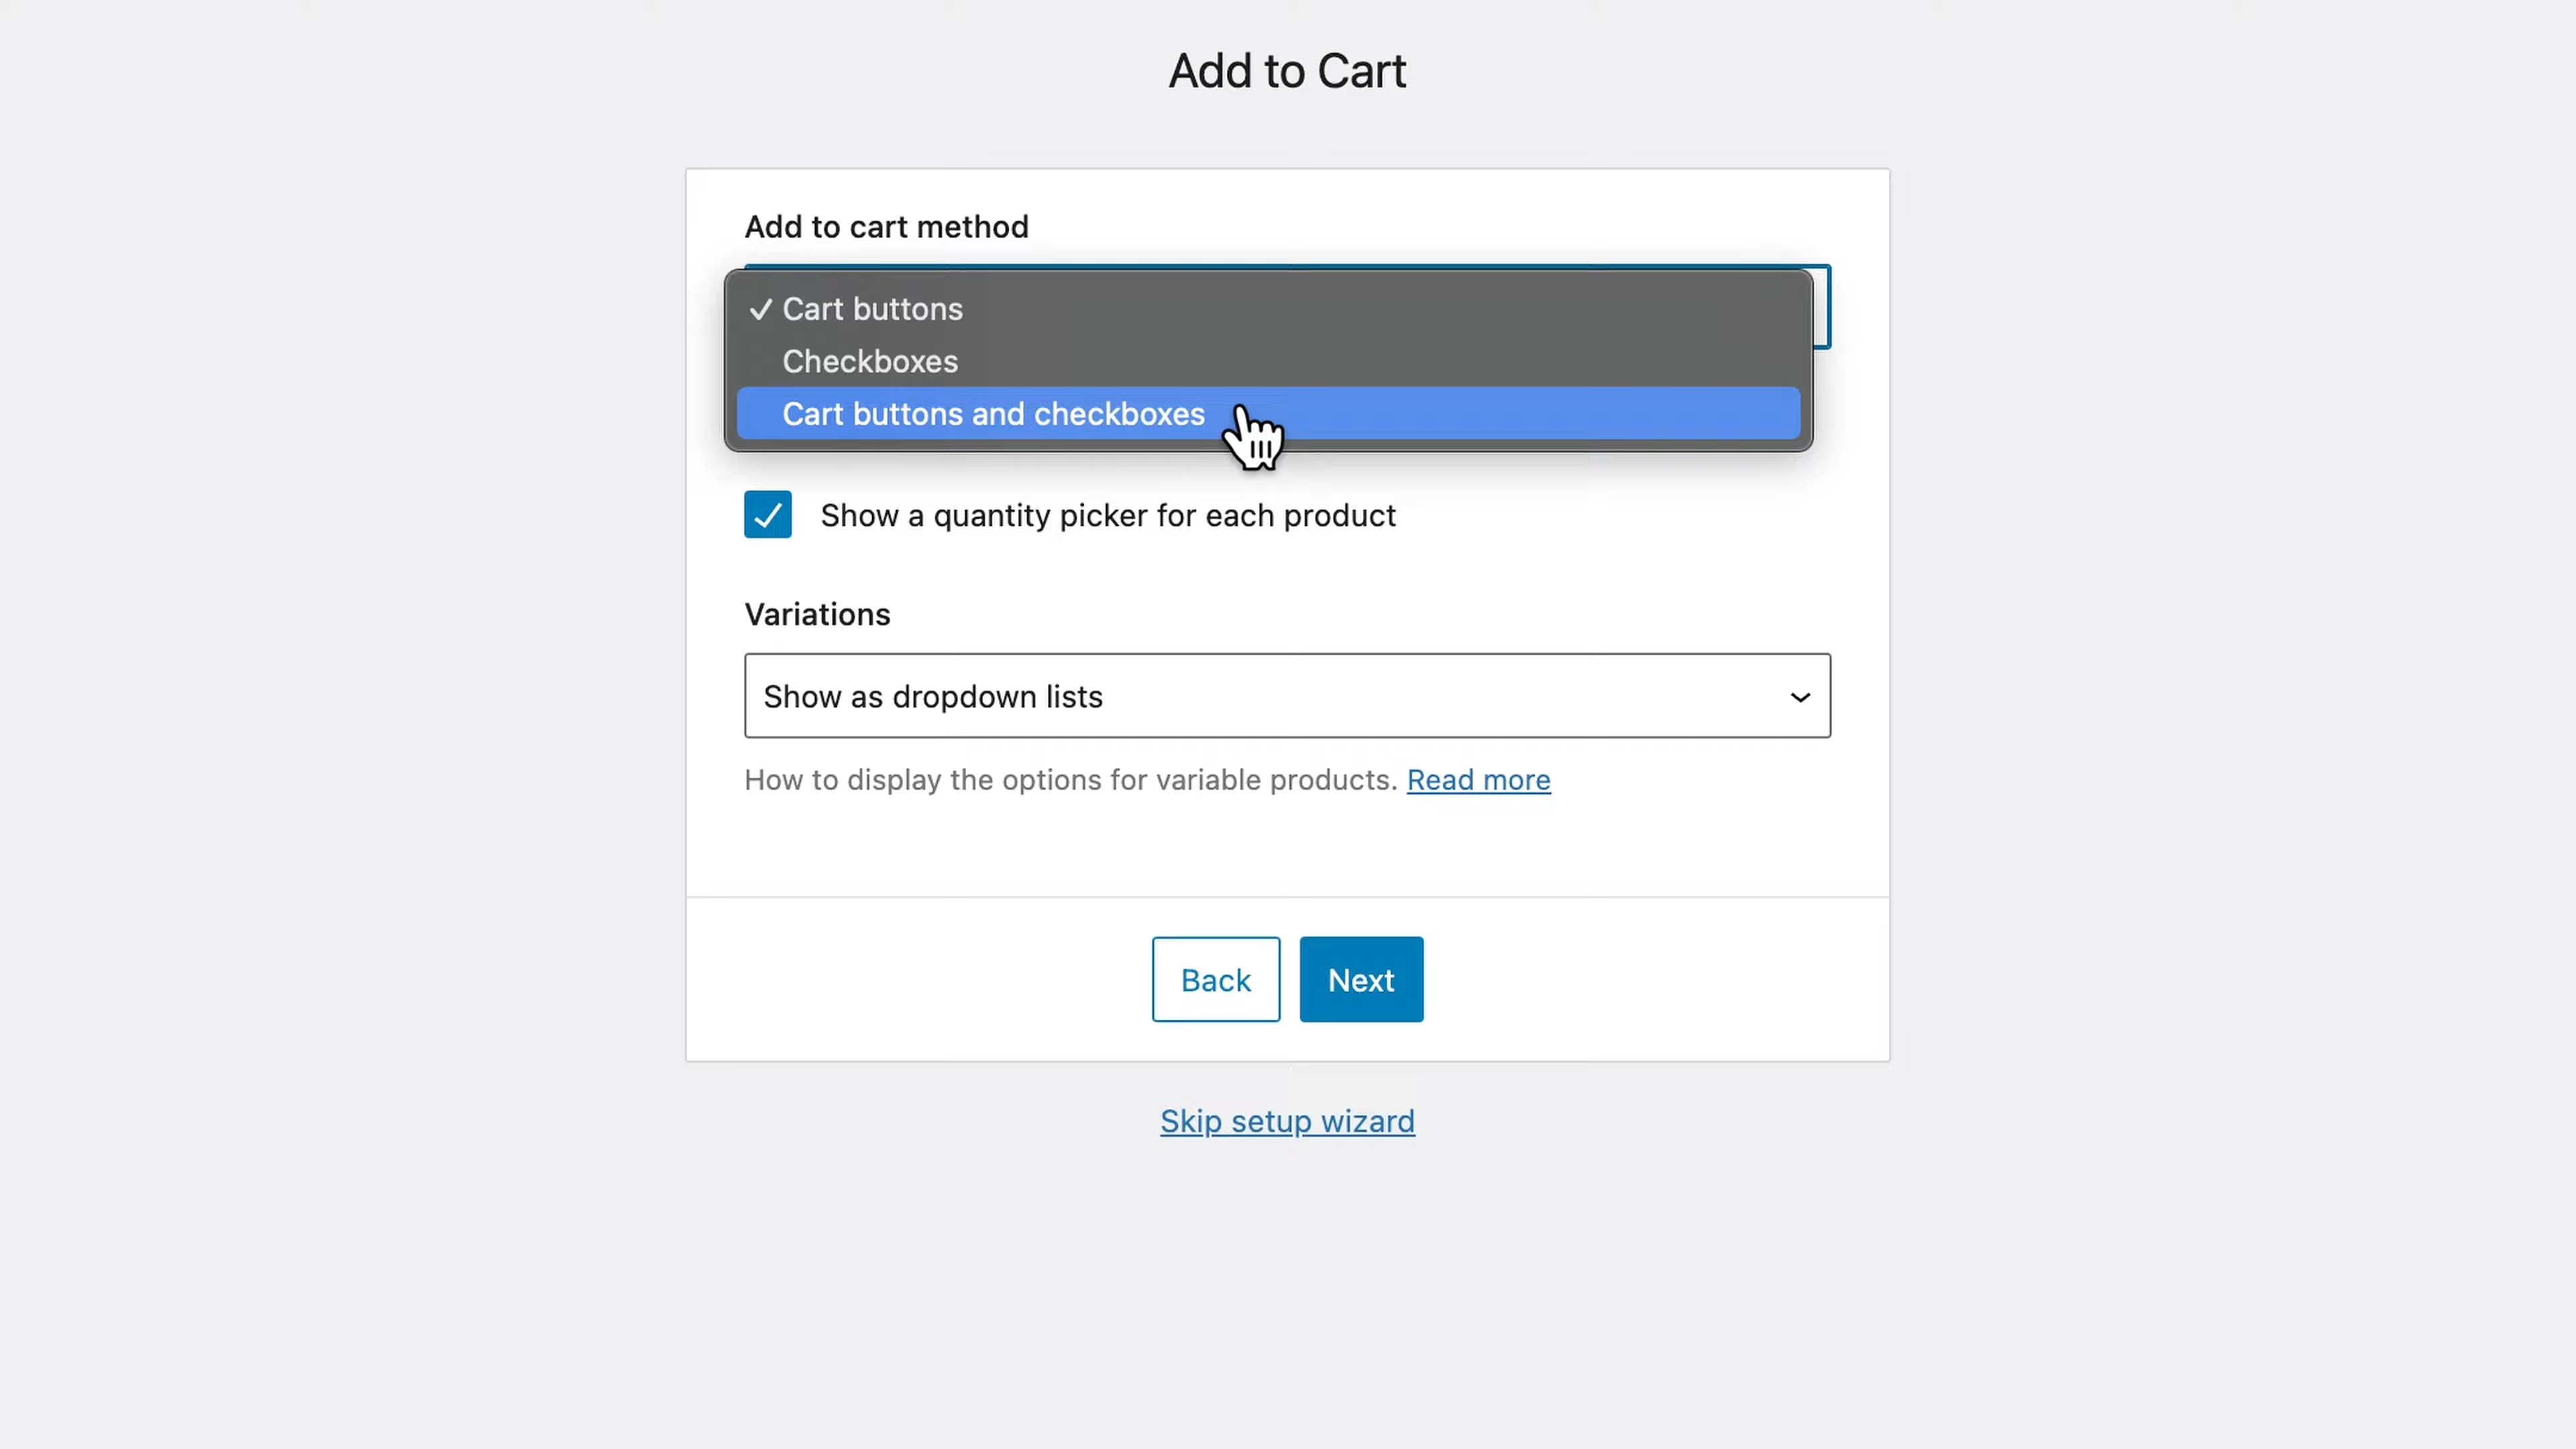 Add to Cart
Add to cart method
✓ Cart buttons
Checkboxes
Cart buttons and checkboxes
Show a quantity picker for each product
Variations
Show as dropdown lists
How to display the options for variable products. Read more
Back Next
Skip setup wizard